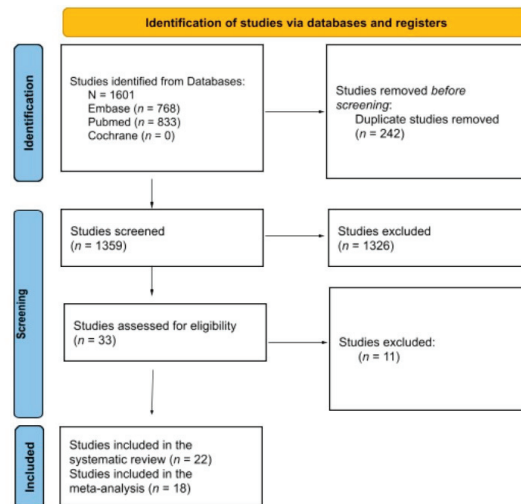 Identification of studies via databases and registers
Identification
Studies identified from Databases:
N = 1601
Embase (n = 768)
Pubmed (n = 833)
Cochrane (n = 0)
Studies removed before
screening:
Duplicate studies removed
(n = 242)
Screening
Studies screened
(n = 1359)
Studies excluded
(n = 1326)
Studies assessed for eligibility
(n = 33)
Studies excluded:
(n = 11)
Included
Studies included in the
systematic review (n = 22)
Studies included in the
meta-analysis (n = 18)